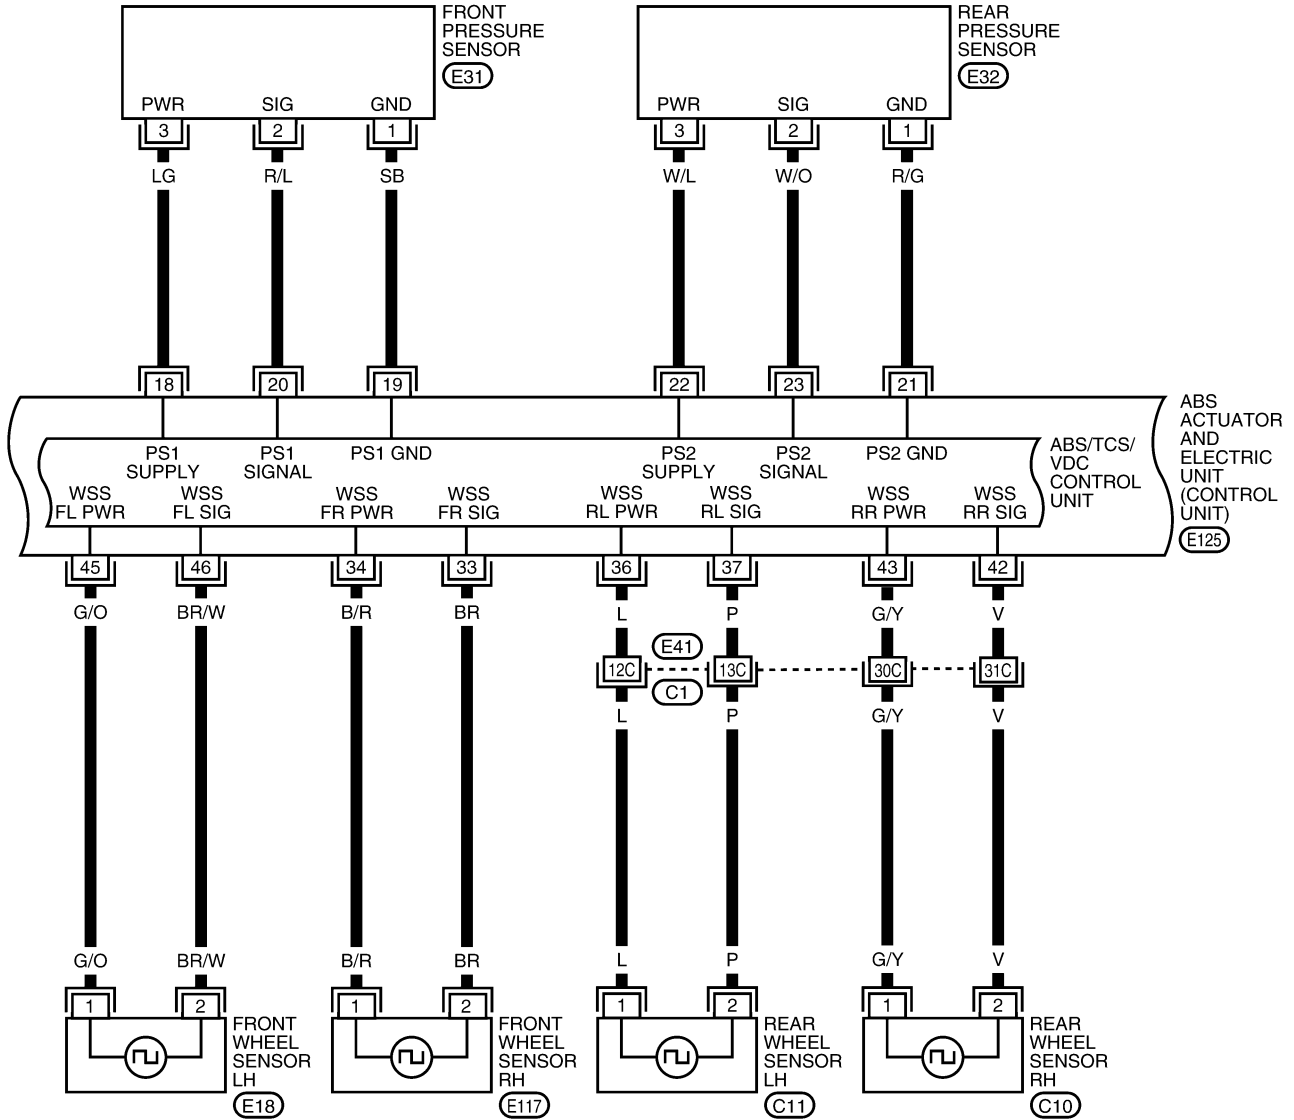 FRONT
PRESSURE
SENSOR
E31
REAR
PRESSURE
SENSOR
E32
PWR SIG GND
PWR SIG GND
3 2 1
3 2 1
LG R/L SB
W/L W/O R/G
18 20 19
22 23 21
ABS
ACTUATOR
AND
ELECTRIC
UNIT
(CONTROL
UNIT)
E125
PS1
SUPPLY
PS1
SIGNAL
PS1 GND
PS2
SUPPLY
PS2
SIGNAL
PS2 GND
ABS/TCS/
VDC
CONTROL
UNIT
WSS
FL PWR
WSS
FL SIG
WSS
FR PWR
WSS
FR SIG
WSS
RL PWR
WSS
RL SIG
WSS
RR PWR
WSS
RR SIG
45 46 34 33 36 37 43 42
G/O BR/W B/R BR L P G/Y V
E41
12C 13C 30C 31C
C1
L P G/Y V
G/O BR/W B/R BR L P G/Y V
1 2 1 2 1 2 1 2
FRONT
WHEEL
SENSOR
LH
E18
FRONT
WHEEL
SENSOR
RH
E117
REAR
WHEEL
SENSOR
LH
C11
REAR
WHEEL
SENSOR
RH
C10